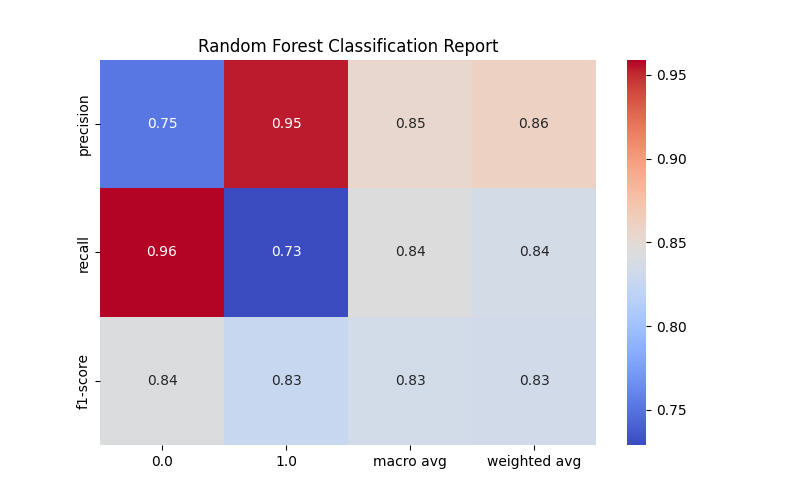 Random Forest Classification Report
precision
0.75 0.95 0.85 0.86
recall
0.96 0.73 0.84 0.84
f1-score
0.84 0.83 0.83 0.83
0.0 1.0 macro avg weighted avg
0.95
0.90
0.85
0.80
0.75